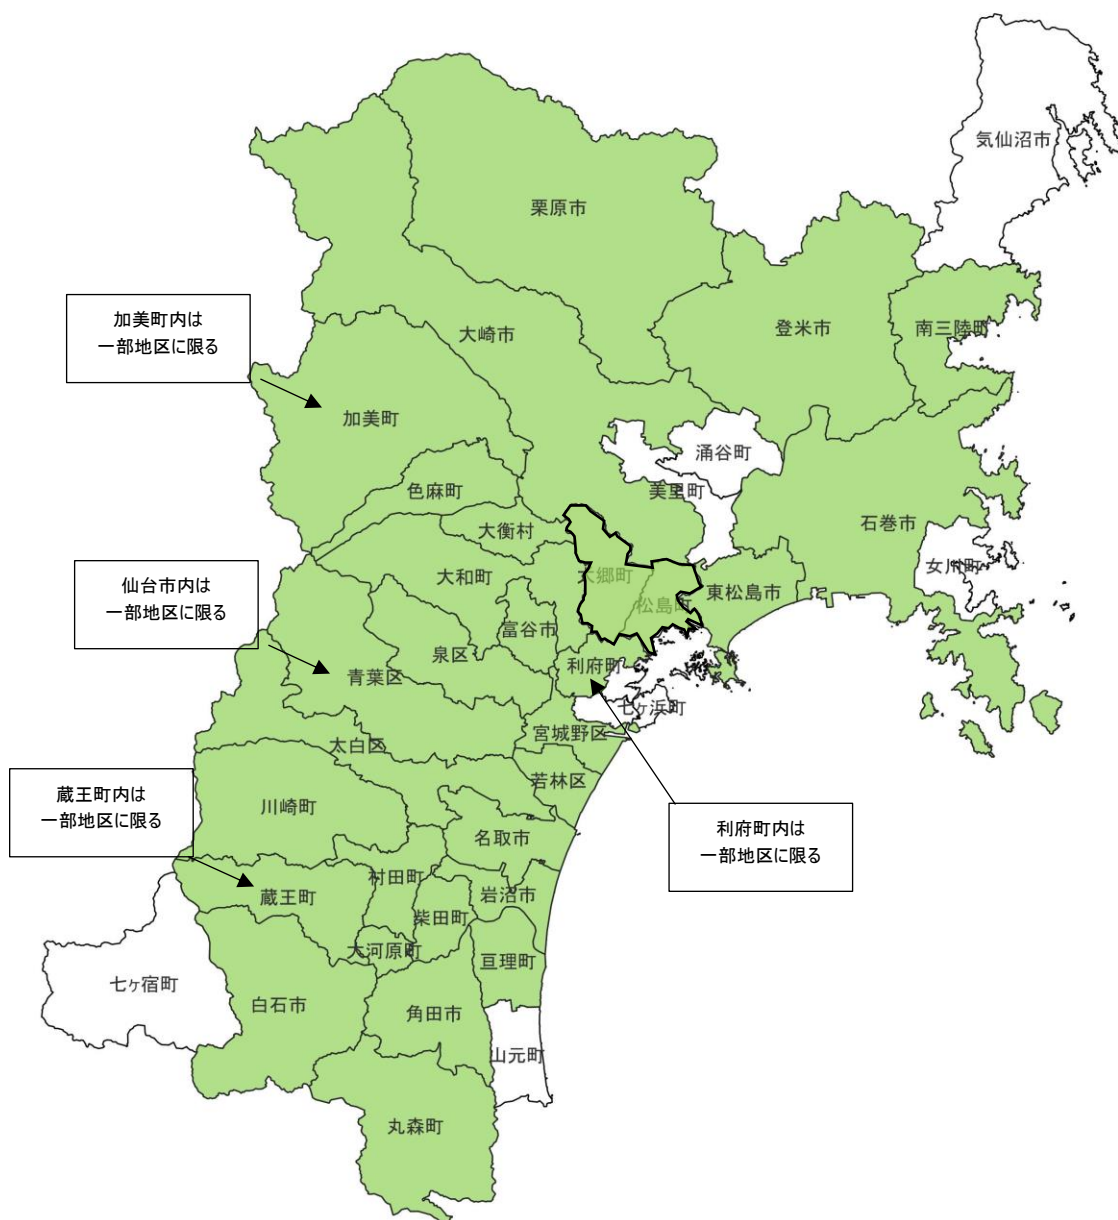 気仙沼市
栗原市
加美町内は
一部地区に限る
大崎市
登米市
南三陸町
加美町
涌谷町
色麻町
美里町
大衡村
石巻市
仙台市内は
一部地区に限る
大和町
大郷町
女川町
東松島市
松島町
富谷市
泉区
青葉区
利府町
七ヶ浜町
宮城野区
太白区
若林区
蔵王町内は
一部地区に限る
川崎町
利府町内は
一部地区に限る
名取市
村田町
蔵王町
岩沼市
柴田町
大河原町
亘理町
七ヶ宿町
白石市
角田市
山元町
丸森町